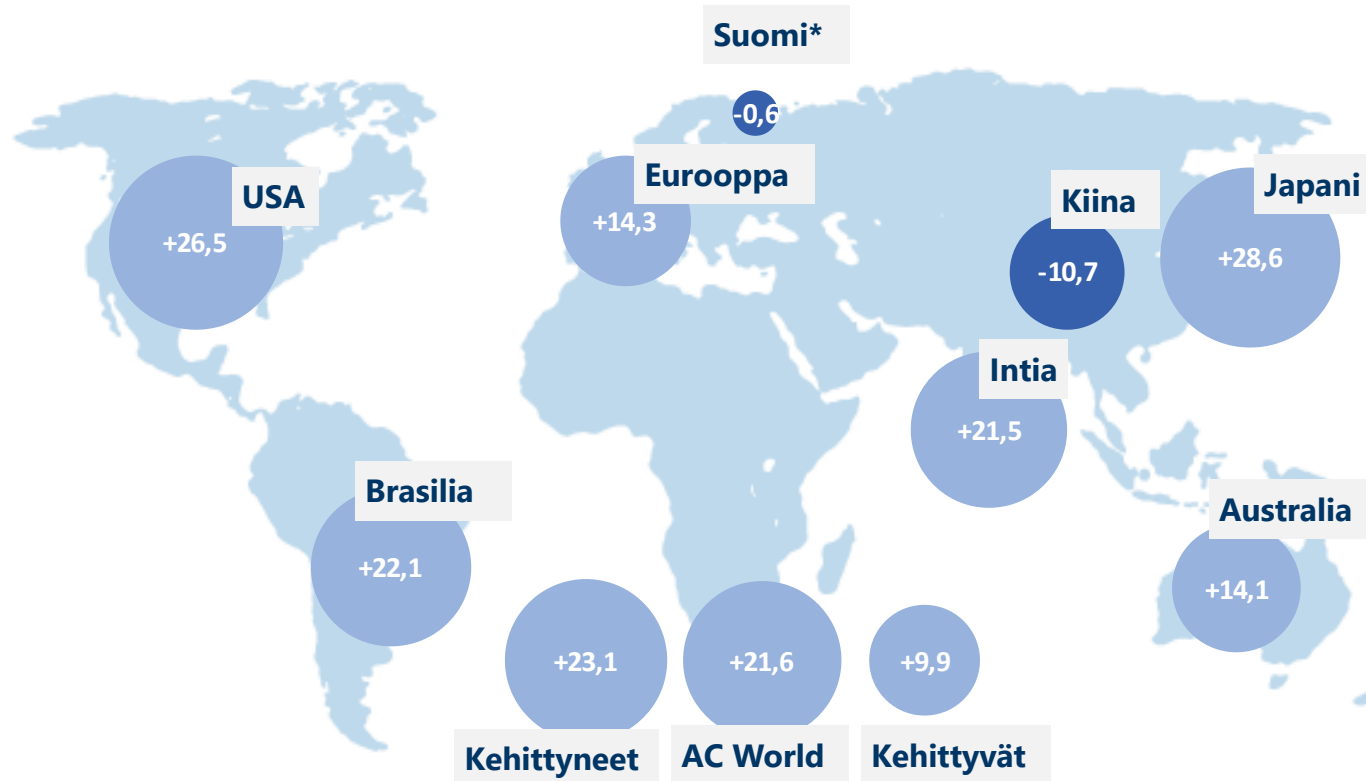 Suomi*
-0,6
USA
+26,5
Eurooppa
+14,3
Kiina
-10,7
Japani
+28,6
Intia
+21,5
Brasilia
+22,1
Australia
+14,1
+23,1
Kehittyneet
+21,6
AC World
+9,9
Kehittyvät